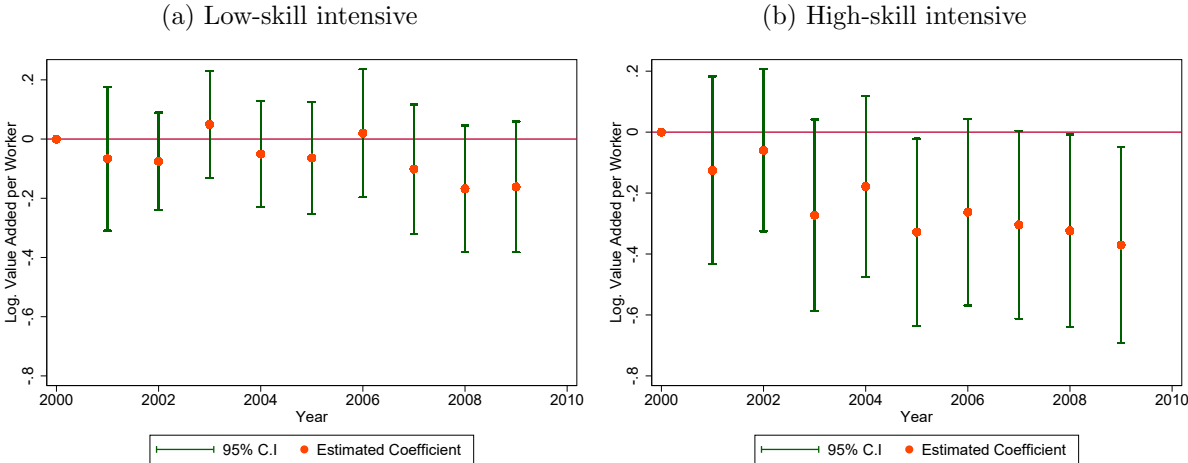 (a) Low-skill intensive
Log. Value Added per Worker
.2
0
-.2
-.4
-.6
-.8
2000 2002 2004 2006 2008 2010
Year
95% C.I Estimated Coefficient
(b) High-skill intensive
Log. Value Added per Worker
.2
0
-.2
-.4
-.6
-.8
2000 2002 2004 2006 2008 2010
Year
95% C.I Estimated Coefficient